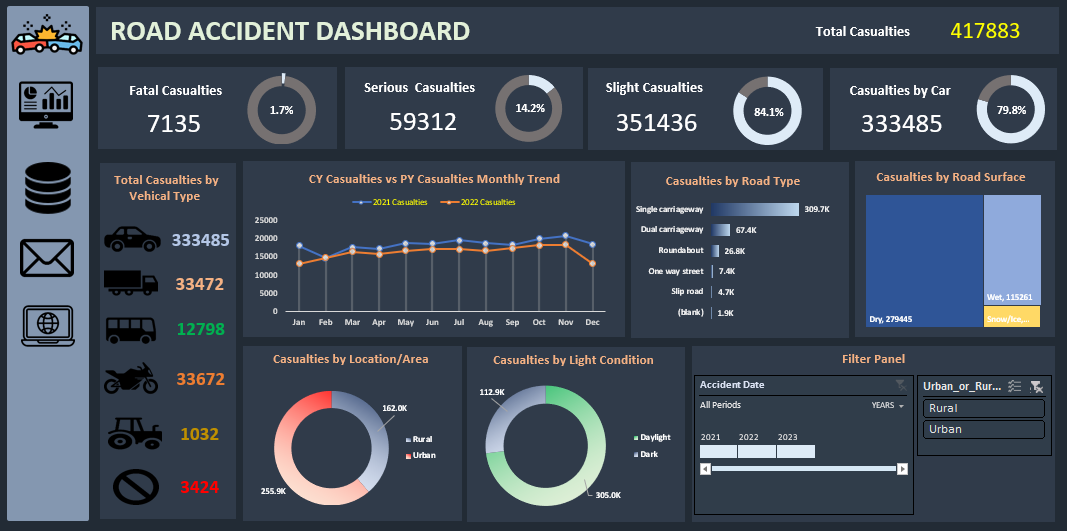 ROAD ACCIDENT DASHBOARD
Total Casualties
417883
Fatal Casualties
7135
1.7%
Serious Casualties
59312
14.2%
Slight Casualties
351436
84.1%
Casualties by Car
333485
79.8%
Total Casualties by
Vehical Type
333485
33472
12798
33672
1032
3424
CY Casualties vs PY Casualties Monthly Trend
2021 Casualties
2022 Casualties
25000
20000
15000
10000
5000
0
Jan Feb Mar Apr May Jun Jul Aug Sep Oct Nov Dec
Casualties by Road Type
Single carriageway 309.7K
Dual carriageway 67.4K
Roundabout 26.8K
One way street 7.4K
Slip road 4.7K
(blank) 1.9K
Casualties by Road Surface
Dry, 279445
Wet, 115261
Snow/Ice,...
Casualties by Location/Area
162.0K
255.9K
Rural
Urban
Casualties by Light Condition
112.9K
305.0K
Daylight
Dark
Filter Panel
Accident Date
All Periods
YEARS
2021 2022 2023
Urban_or_Rur...
Rural
Urban